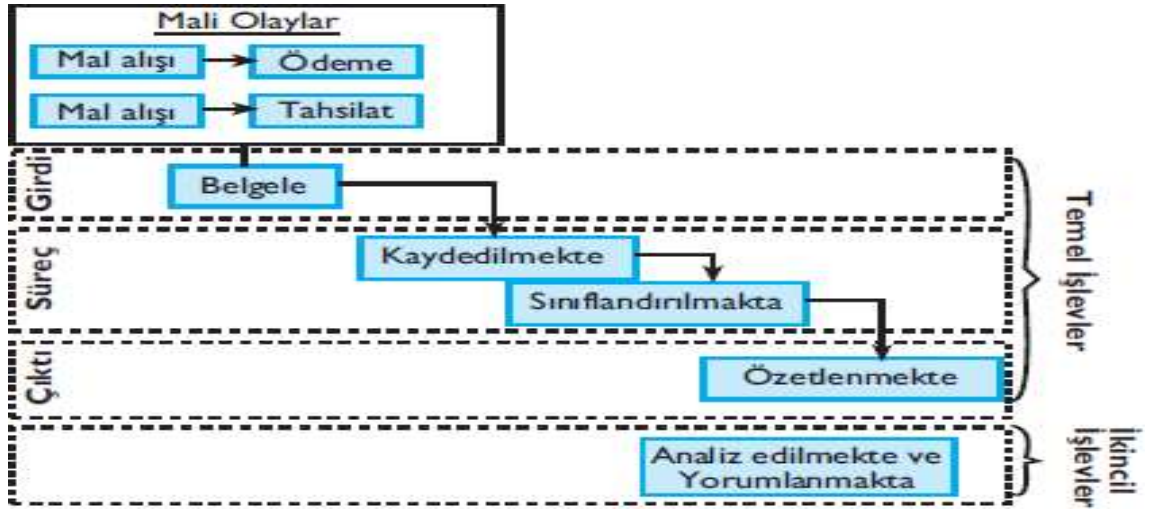 Mali Olaylar
Mal alışı
Ödeme
Mal alışı
Tahsilat
Girdi
Belgele
Süreç
Kaydedilmekte
Sınıflandırılmakta
Çıktı
Özetlenmekte
Temel İşlevler
Analiz edilmekte ve
Yorumlanmakta
İkincil
İşlevler